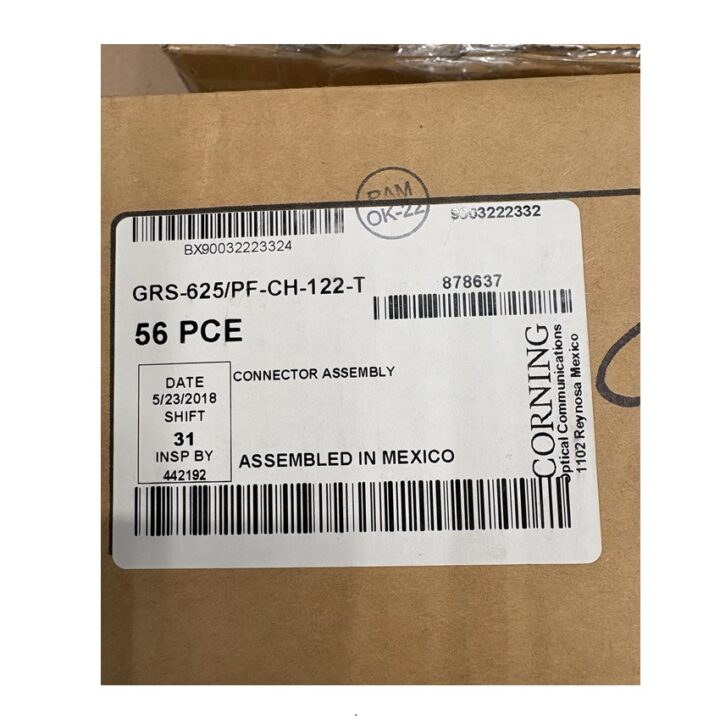 RAM
OK-22
9003222332
BX90032223324
GRS-625/PF-CH-122-T
878637
56 PCE
DATE
5/23/2018
SHIFT
31
INSP BY
442192
CONNECTOR ASSEMBLY
ASSEMBLED IN MEXICO
CORNING
Optical Communications
1102 Reynosa Mexico